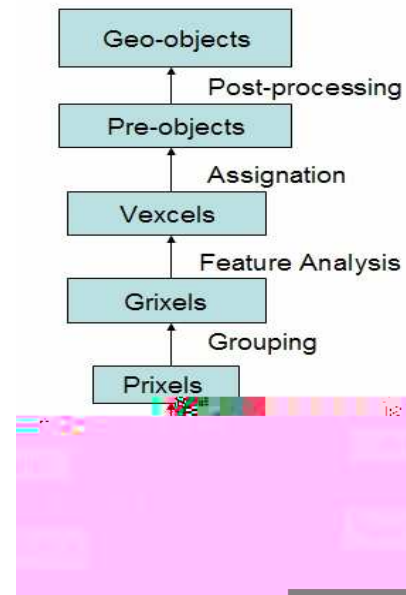 Geo-objects
Post-processing
Pre-objects
Assignation
Vexcels
Feature Analysis
Grixels
Grouping
Prixels